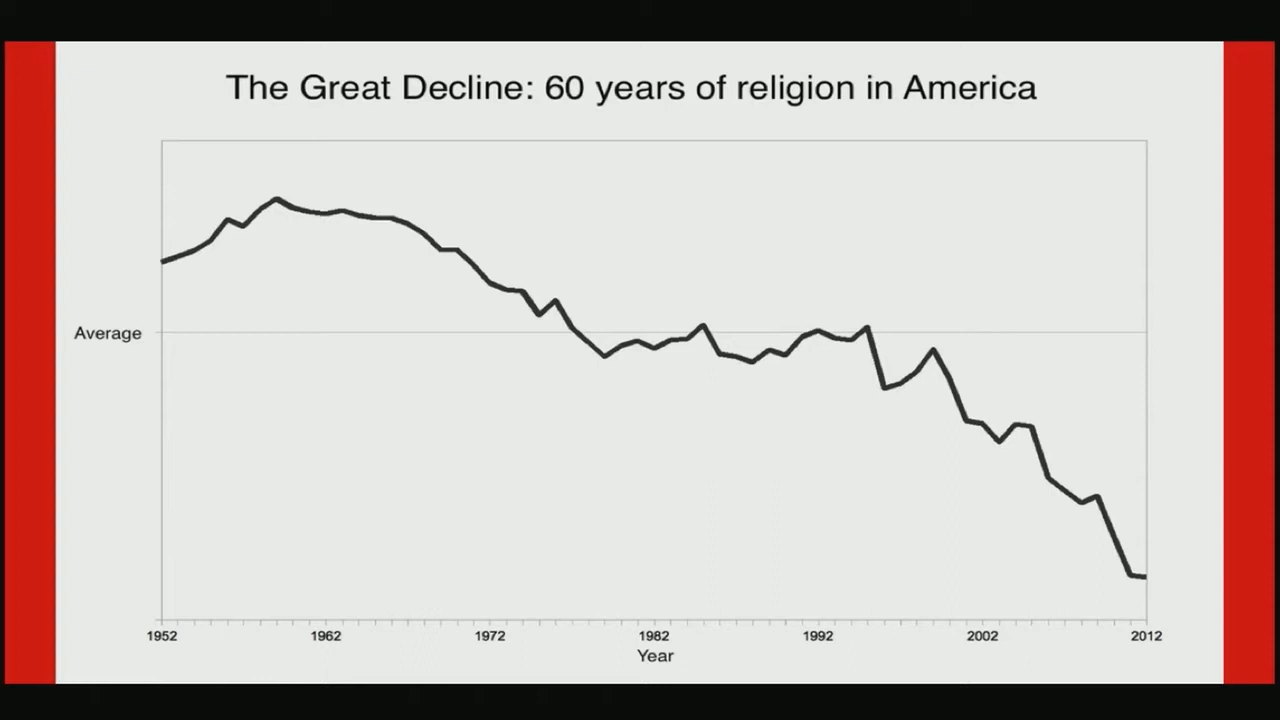 The Great Decline: 60 years of religion in America
Average
1952 1962 1972 1982 1992 2002 2012
Year